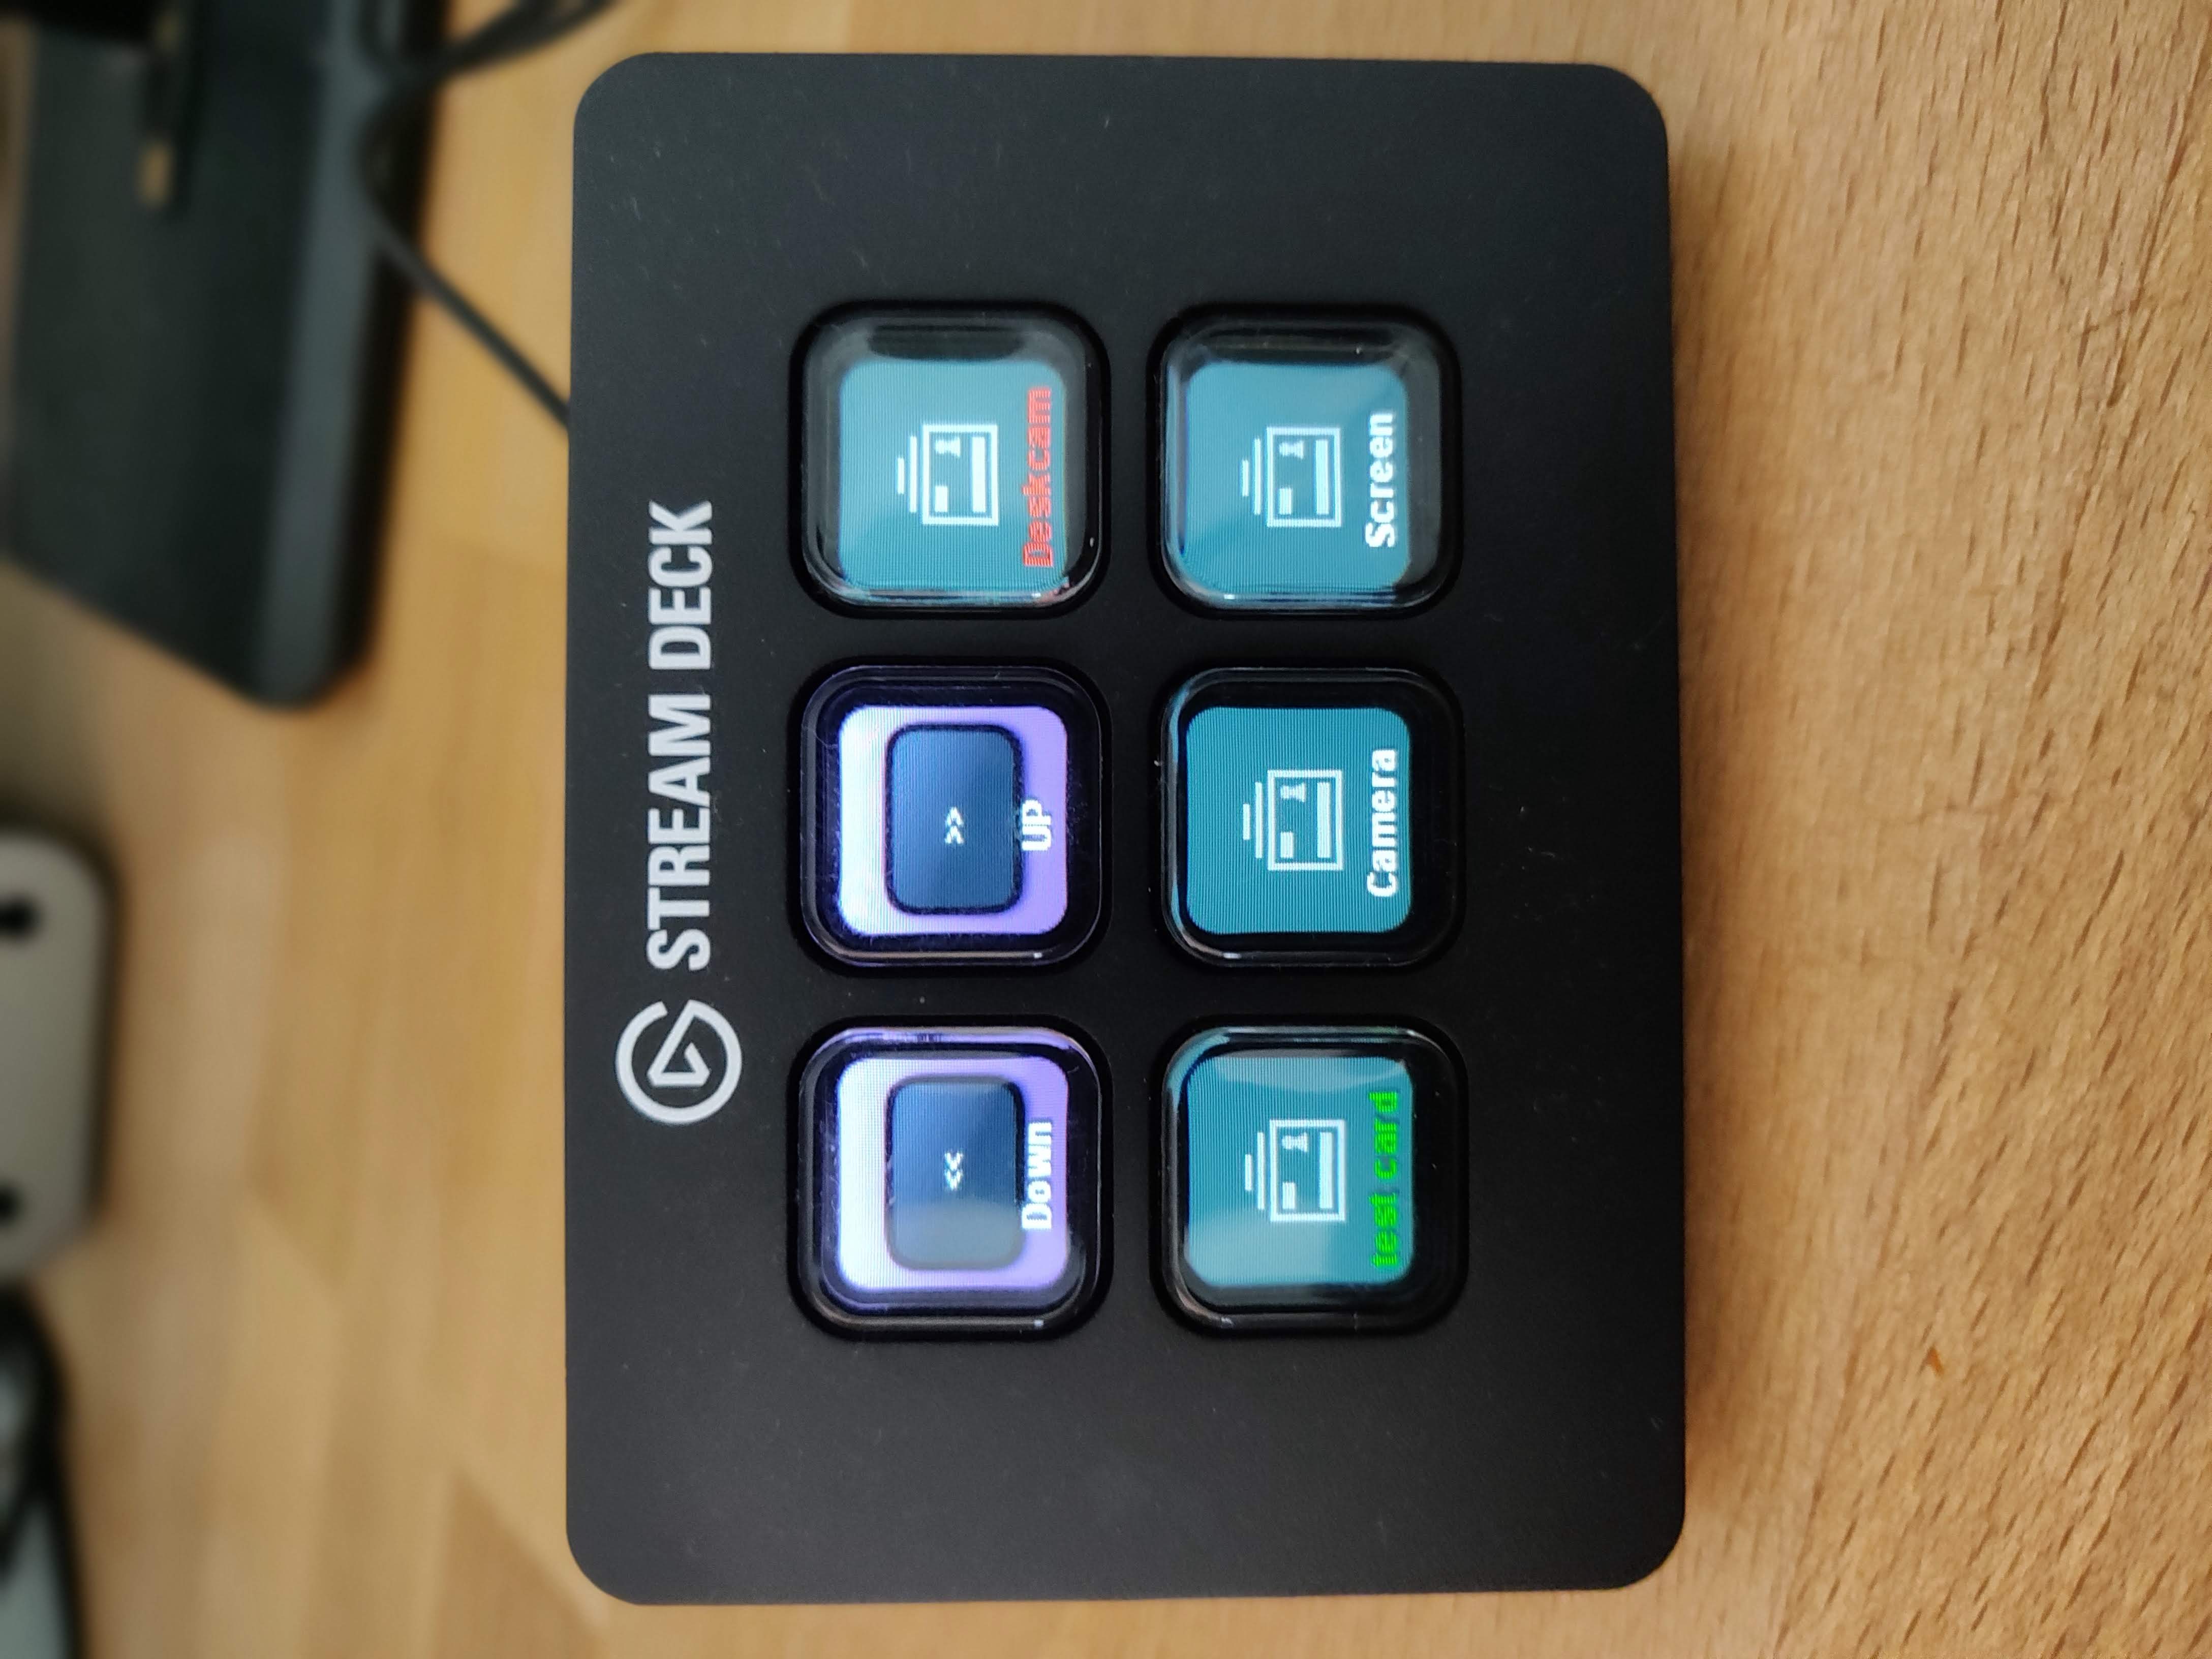 STREAM DECK
<<
>>
Down
UP
Deskcam
test card
Camera
Screen